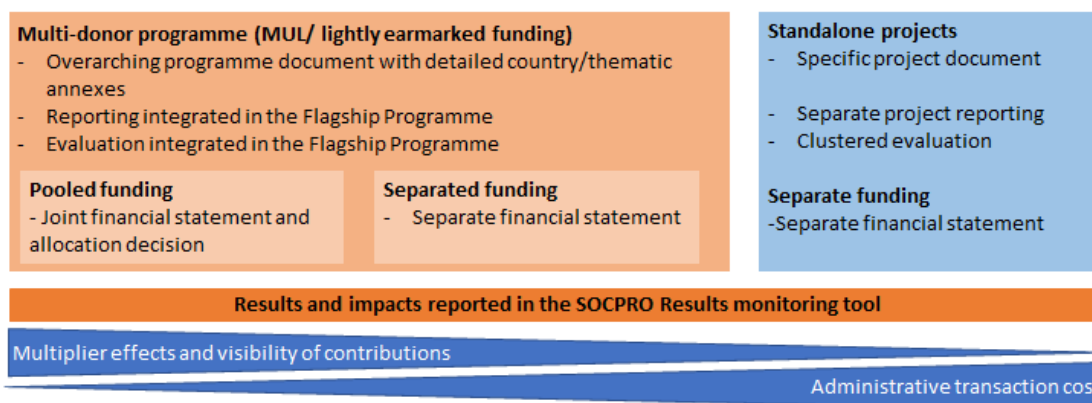 Multi-donor programme (MUL/ lightly earmarked funding)
- Overarching programme document with detailed country/thematic
annexes
- Reporting integrated in the Flagship Programme
- Evaluation integrated in the Flagship Programme
Pooled funding
- Joint financial statement and
allocation decision
Separated funding
- Separate financial statement
Standalone projects
- Specific project document
- Separate project reporting
- Clustered evaluation
Separate funding
-Separate financial statement
Results and impacts reported in the SOCPRO Results monitoring tool
Multiplier effects and visibility of contributions
Administrative transaction cos